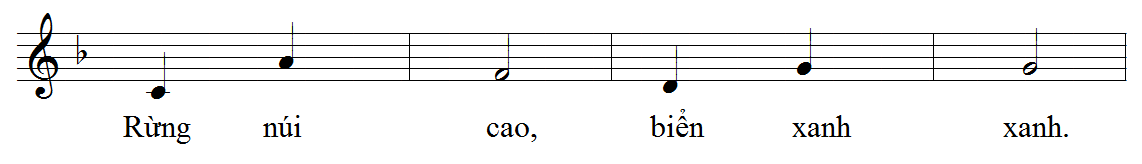 Rừng núi cao, biển xanh xanh.